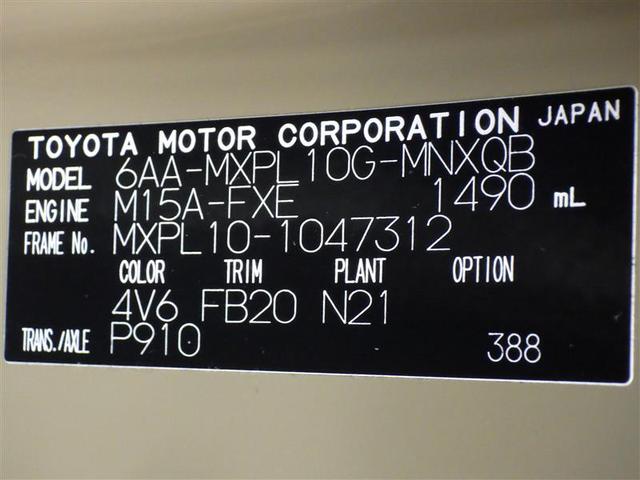 TOYOTA MOTOR CORPORATION JAPAN
MODEL 6AA-MXPL10G-MNXQB
ENGINE M15A-FXE 1490 mL
FRAME No. MXPL10-1047312
COLOR TRIM PLANT OPTION
4V6 FB20 N21
TRANS./AXLE P910 388